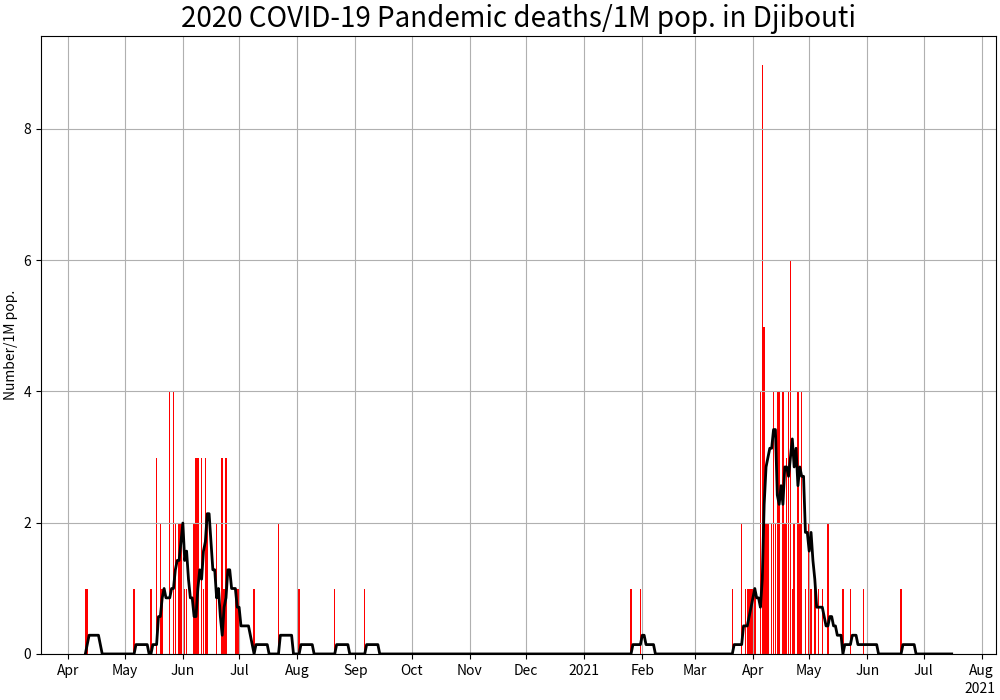 2020 COVID-19 Pandemic deaths/1M pop. in Djibouti
Number/1M pop.
8
6
4
2
0
Apr May Jun Jul Aug Sep Oct Nov Dec 2021 Feb Mar Apr May Jun Jul Aug
2021